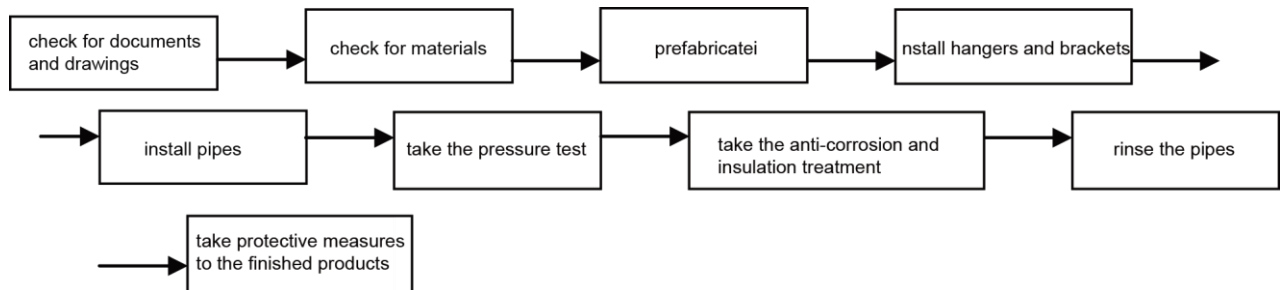 check for documents
and drawings
check for materials
prefabricatei
nstall hangers and brackets
install pipes
take the pressure test
take the anti-corrosion and
insulation treatment
rinse the pipes
take protective measures
to the finished products